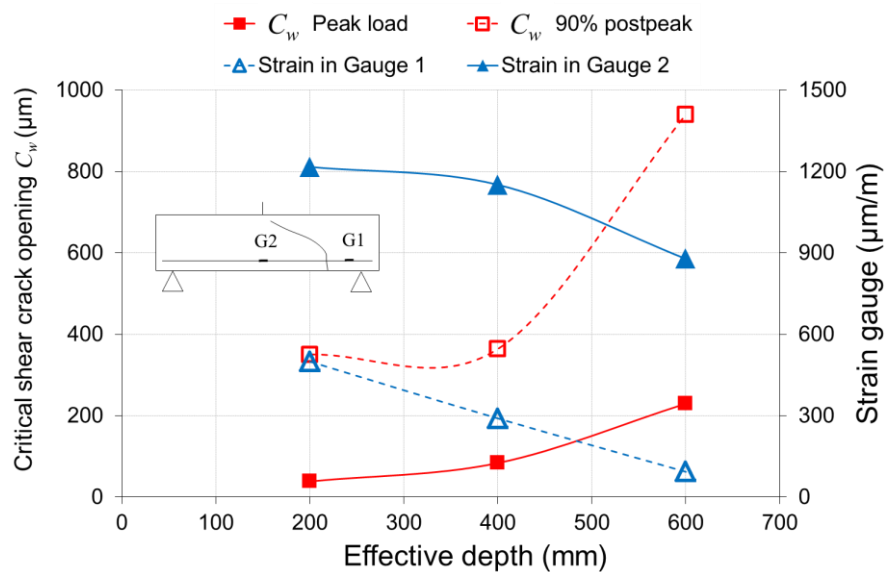 C_w Peak load
C_w 90% postpeak
Strain in Gauge 1
Strain in Gauge 2
Critical shear crack opening C_w (µm)
1000
800
600
400
200
0
G2
G1
1500
1200
900
600
300
0
Strain gauge (µm/m)
0 100 200 300 400 500 600 700
Effective depth (mm)